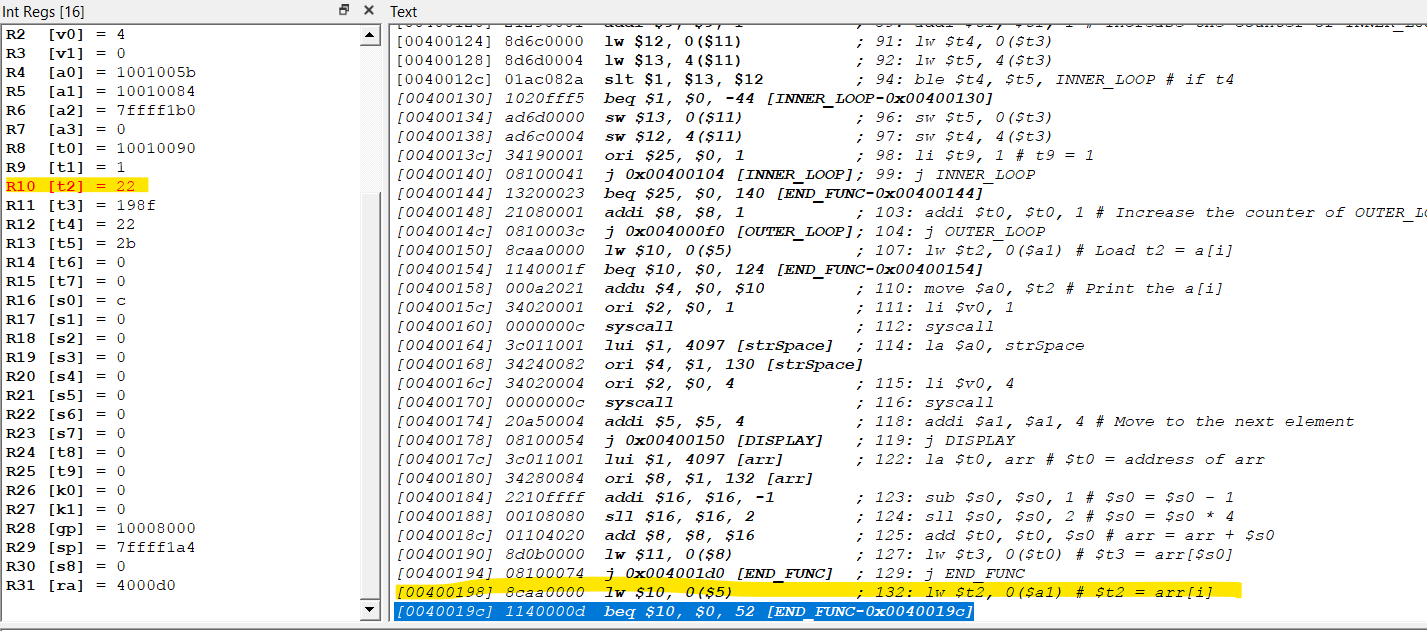 Int Regs [16]
R2 [v0] = 4
R3 [v1] = 0
R4 [a0] = 1001005b
R5 [a1] = 10010084
R6 [a2] = 7ffff1b0
R7 [a3] = 0
R8 [t0] = 10010090
R9 [t1] = 1
R10 [t2] = 22
R11 [t3] = 198f
R12 [t4] = 22
R13 [t5] = 2b
R14 [t6] = 0
R15 [t7] = 0
R16 [s0] = c
R17 [s1] = 0
R18 [s2] = 0
R19 [s3] = 0
R20 [s4] = 0
R21 [s5] = 0
R22 [s6] = 0
R23 [s7] = 0
R24 [t8] = 0
R25 [t9] = 0
R26 [k0] = 0
R27 [k1] = 0
R28 [gp] = 10008000
R29 [sp] = 7ffff1a4
R30 [s8] = 0
R31 [ra] = 4000d0
Text
[00400124] 8d6c0000 lw $12, 0($11) ; 91: lw $t4, 0($t3)
[00400128] 8d6d0004 lw $13, 4($11) ; 92: lw $t5, 4($t3)
[0040012c] 01ac082a slt $1, $13, $12 ; 94: ble $t4, $t5, INNER_LOOP # if t4
[00400130] 1020fff5 beq $1, $0, -44 [INNER_LOOP-0x00400130]
[00400134] ad6d0000 sw $13, 0($11) ; 96: sw $t5, 0($t3)
[00400138] ad6c0004 sw $12, 4($11) ; 97: sw $t4, 4($t3)
[0040013c] 34190001 ori $25, $0, 1 ; 98: li $t9, 1 # t9 = 1
[00400140] 08100041 j 0x00400104 [INNER_LOOP]; 99: j INNER_LOOP
[00400144] 13200023 beq $25, $0, 140 [END_FUNC-0x00400144]
[00400148] 21080001 addi $8, $8, 1 ; 103: addi $t0, $t0, 1 # Increase the counter of OUTER_L
[0040014c] 0810003c j 0x004000f0 [OUTER_LOOP]; 104: j OUTER_LOOP
[00400150] 8caa0000 lw $10, 0($5) ; 107: lw $t2, 0($a1) # Load t2 = a[i]
[00400154] 1140001f beq $10, $0, 124 [END_FUNC-0x00400154]
[00400158] 000a2021 addu $4, $0, $10 ; 110: move $a0, $t2 # Print the a[i]
[0040015c] 34020001 ori $2, $0, 1 ; 111: li $v0, 1
[00400160] 0000000c syscall ; 112: syscall
[00400164] 3c011001 lui $1, 4097 [strSpace] ; 114: la $a0, strSpace
[00400168] 34240082 ori $4, $1, 130 [strSpace]
[0040016c] 34020004 ori $2, $0, 4 ; 115: li $v0, 4
[00400170] 0000000c syscall ; 116: syscall
[00400174] 20a50004 addi $5, $5, 4 ; 118: addi $a1, $a1, 4 # Move to the next element
[00400178] 08100054 j 0x00400150 [DISPLAY] ; 119: j DISPLAY
[0040017c] 3c011001 lui $1, 4097 [arr] ; 122: la $t0, arr # $t0 = address of arr
[00400180] 34280084 ori $8, $1, 132 [arr]
[00400184] 2210ffff addi $16, $16, -1 ; 123: sub $s0, $s0, 1 # $s0 = $s0 - 1
[00400188] 00108080 sll $16, $16, 2 ; 124: sll $s0, $s0, 2 # $s0 = $s0 * 4
[0040018c] 01104020 add $8, $8, $16 ; 125: add $t0, $t0, $s0 # arr = arr + $s0
[00400190] 8d0b0000 lw $11, 0($8) ; 127: lw $t3, 0($t0) # $t3 = arr[$s0]
[00400194] 08100074 j 0x004001d0 [END_FUNC] ; 129: j END_FUNC
[00400198] 8caa0000 lw $10, 0($5) ; 132: lw $t2, 0($a1) # $t2 = arr[i]
[0040019c] 1140000d beq $10, $0, 52 [END_FUNC-0x0040019c]